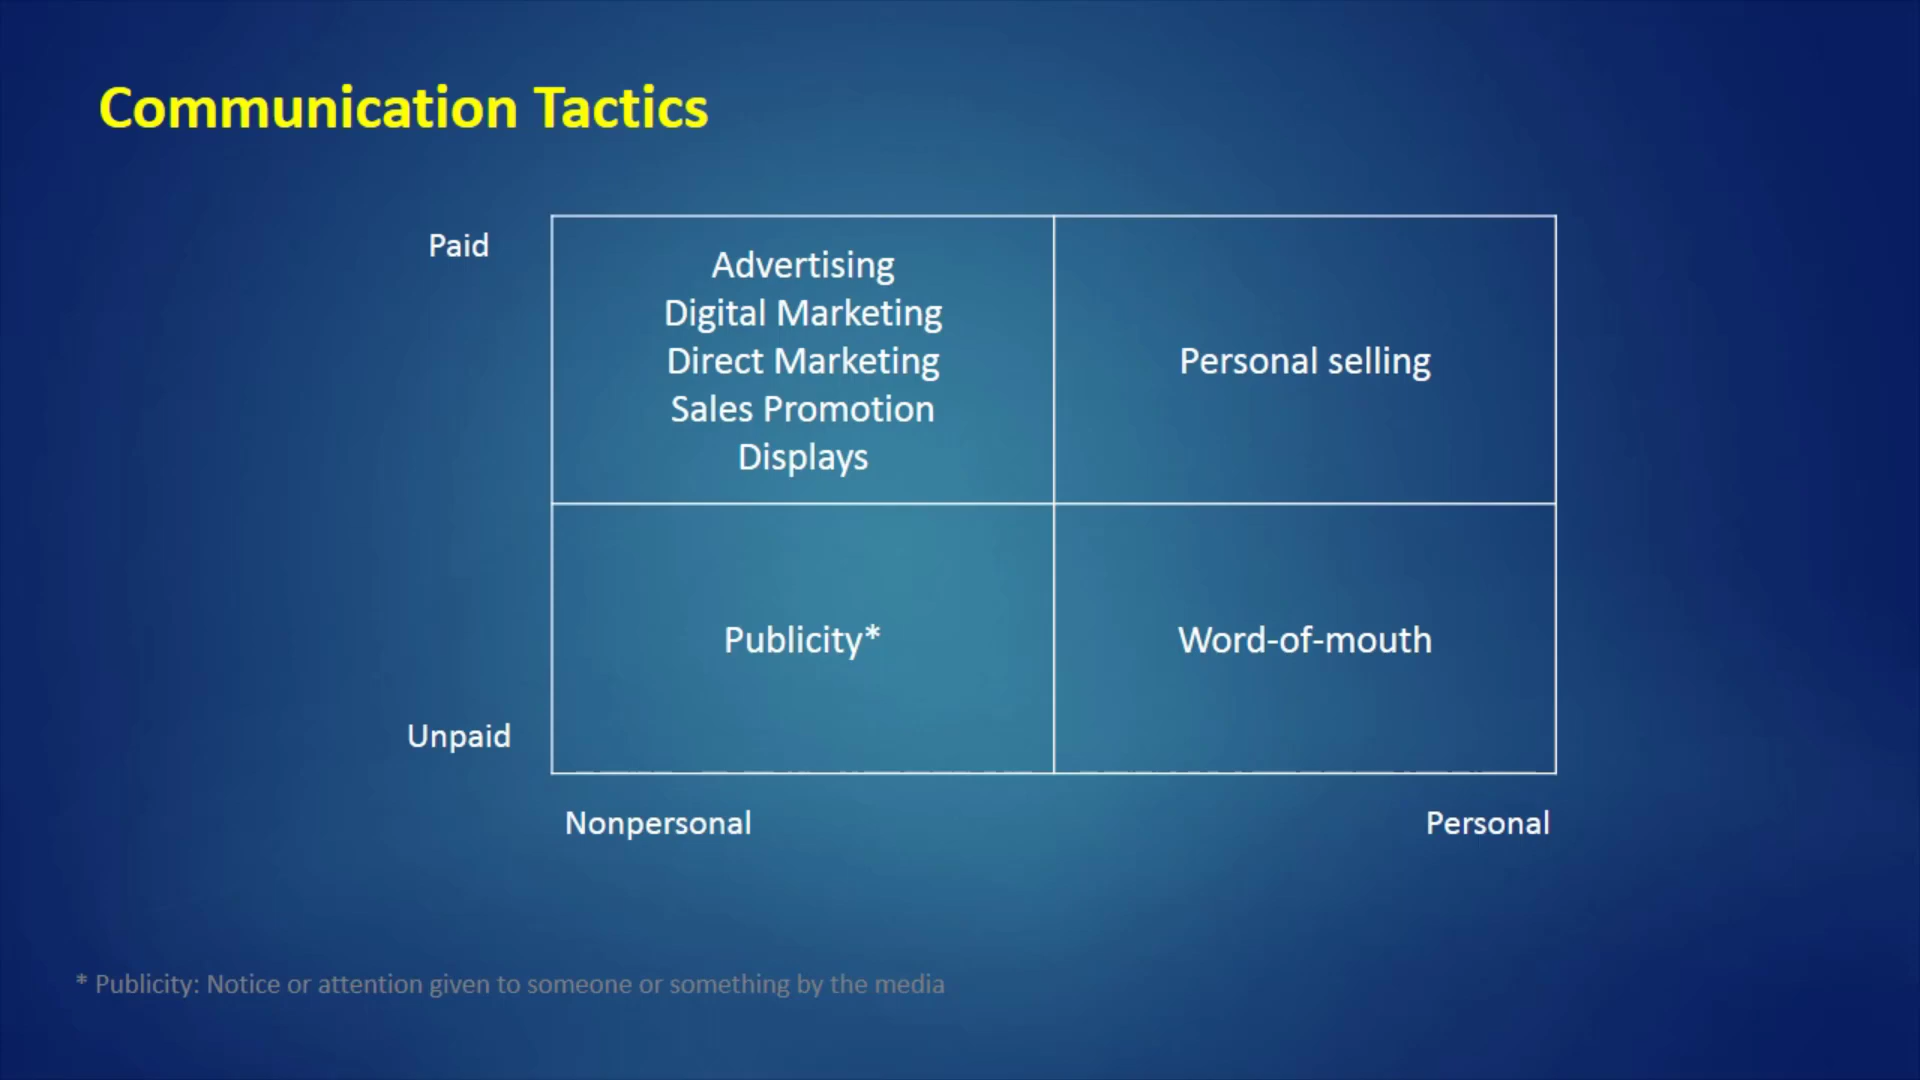 Communication Tactics
Paid
Advertising
Digital Marketing
Direct Marketing
Sales Promotion
Displays
Personal selling
Publicity*
Word-of-mouth
Unpaid
Nonpersonal
Personal
* Publicity: Notice or attention given to someone or something by the media